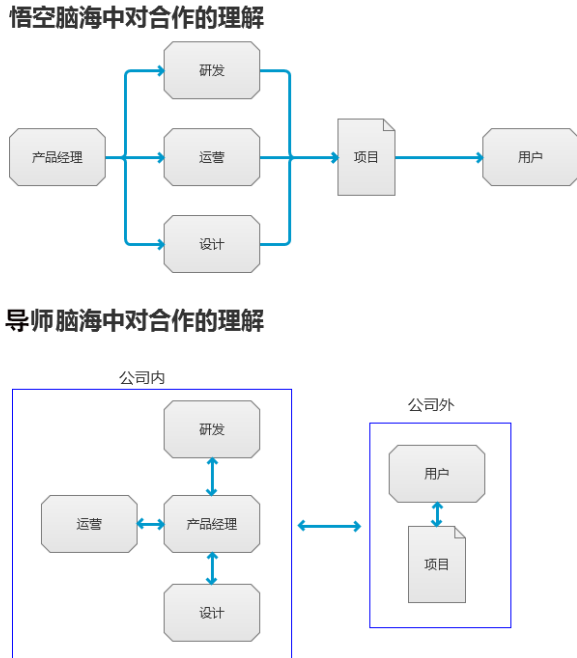 悟空脑海中对合作的理解
研发
产品经理
运营
项目
用户
设计
导师脑海中对合作的理解
公司内
公司外
研发
用户
运营
产品经理
项目
设计